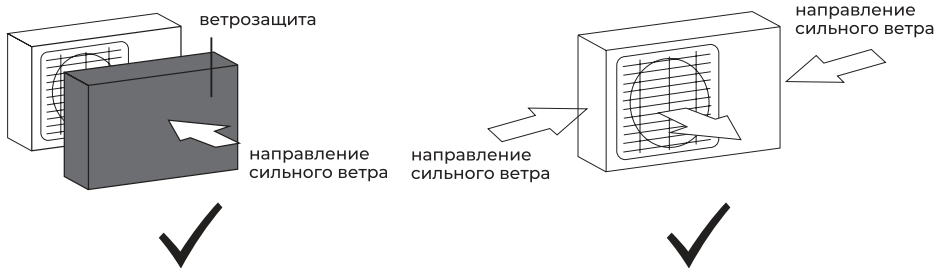 ветрозащита
направление
сильного ветра
направление
сильного ветра
направление
сильного ветра